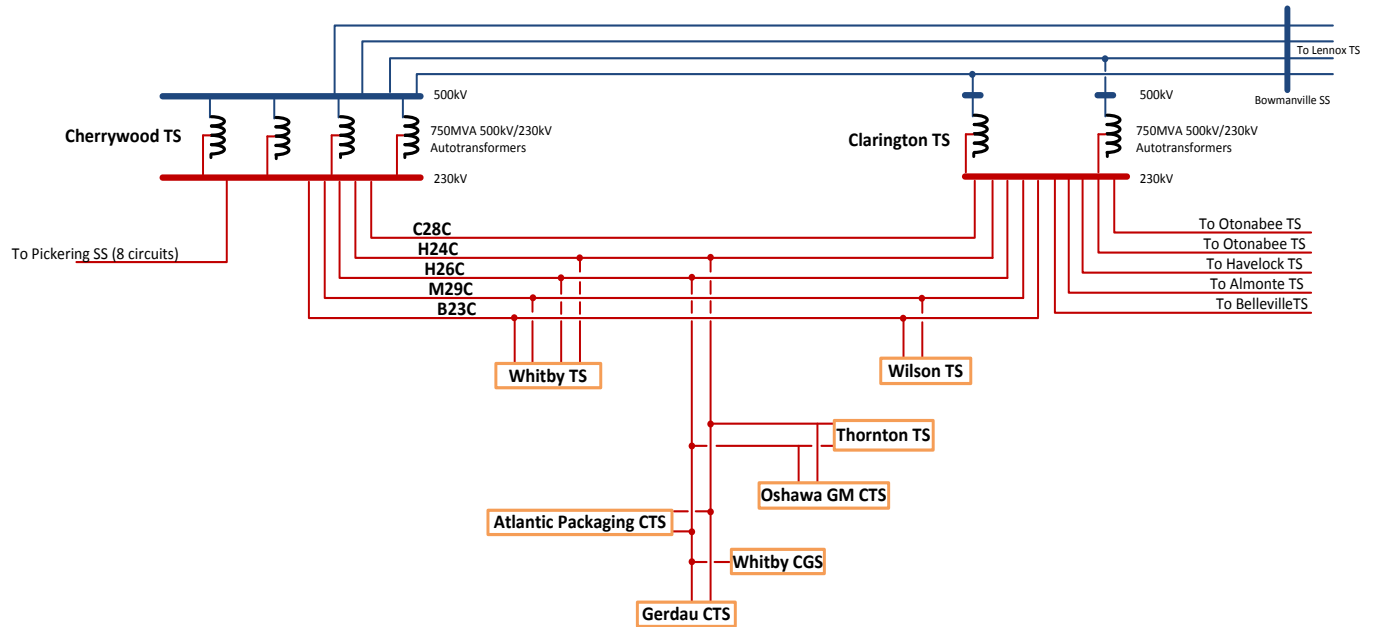 To Lennox TS
500kV
500kV
Bowmanville SS
Cherrywood TS
750MVA 500kV/230kV
Autotransformers
Clarington TS
750MVA 500kV/230kV
Autotransformers
230kV
230kV
C28C
To Otonabee TS
To Pickering SS (8 circuits)
H24C
To Otonabee TS
H26C
To Havelock TS
M29C
To Almonte TS
B23C
To BellevilleTS
Whitby TS
Wilson TS
Thornton TS
Oshawa GM CTS
Atlantic Packaging CTS
Whitby CGS
Gerdau CTS